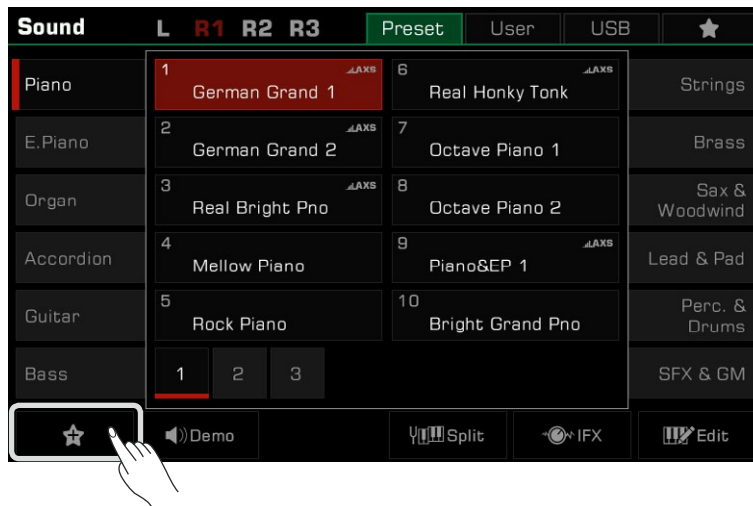 Sound L R1 R2 R3 Preset User USB
Piano
E.Piano
Organ
Accordion
Guitar
Bass
1 AXS
German Grand 1
2 AXS
German Grand 2
3 AXS
Real Bright Pno
4
Mellow Piano
5
Rock Piano
6 AXS
Real Honky Tonk
7
Octave Piano 1
8
Octave Piano 2
9 AXS
Piano&EP 1
10
Bright Grand Pno
1 2 3
Strings
Brass
Sax &
Woodwind
Lead & Pad
Perc. &
Drums
SFX & GM
Demo Split IFX Edit